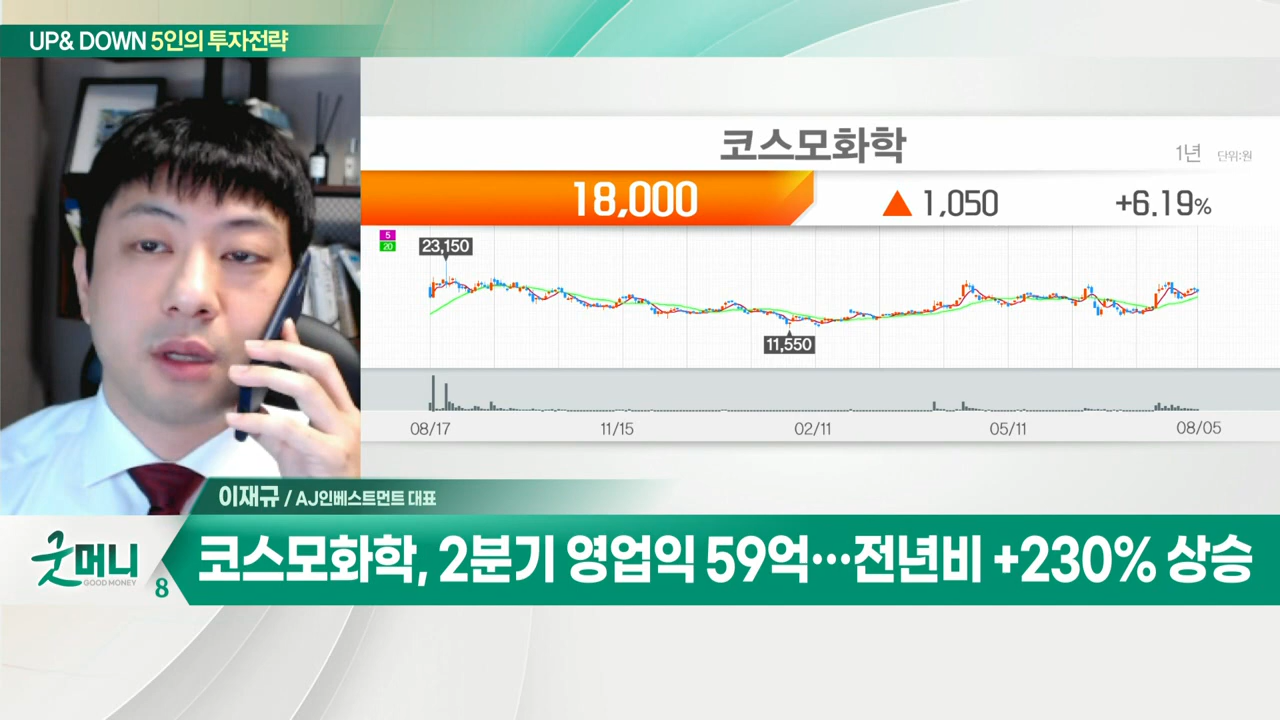 UP& DOWN 5인의 투자전략
코스모화학
1년 단위:원
18,000 ▲ 1,050 +6.19%
5
20
23,150
11,550
08/17 11/15 02/11 05/11 08/05
이재규 / AJ인베스트먼트 대표
굿머니
GOOD MONEY
8
코스모화학, 2분기 영업익 59억…전년비 +230% 상승